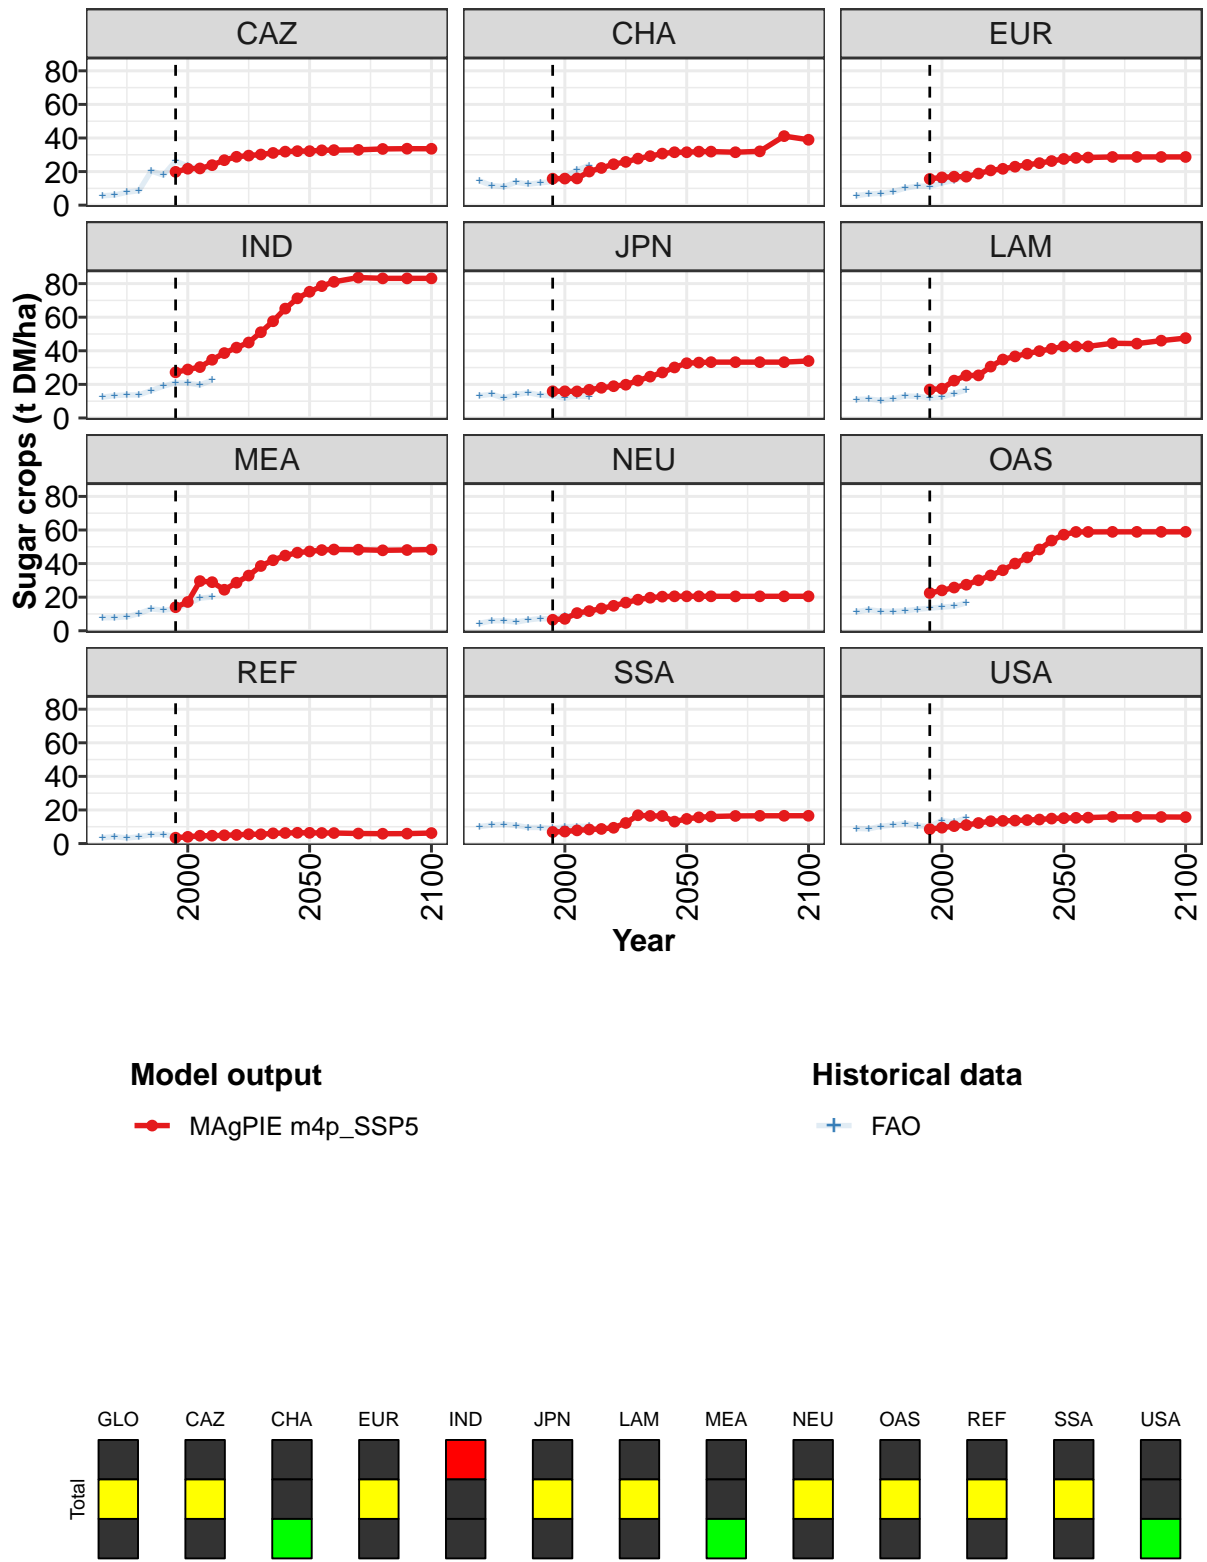 CAZ CHA EUR
80
60
40
20
0
IND JPN LAM
80
60
40
20
0
MEA NEU OAS
80
60
40
20
0
REF SSA USA
80
60
40
20
0
Sugar crops (t DM/ha)
2000 2050 2100 2000 2050 2100 2000 2050 2100
Year
Model output Historical data
MAgPIE m4p_SSP5 FAO
GLO CAZ CHA EUR IND JPN LAM MEA NEU OAS REF SSA USA
Total